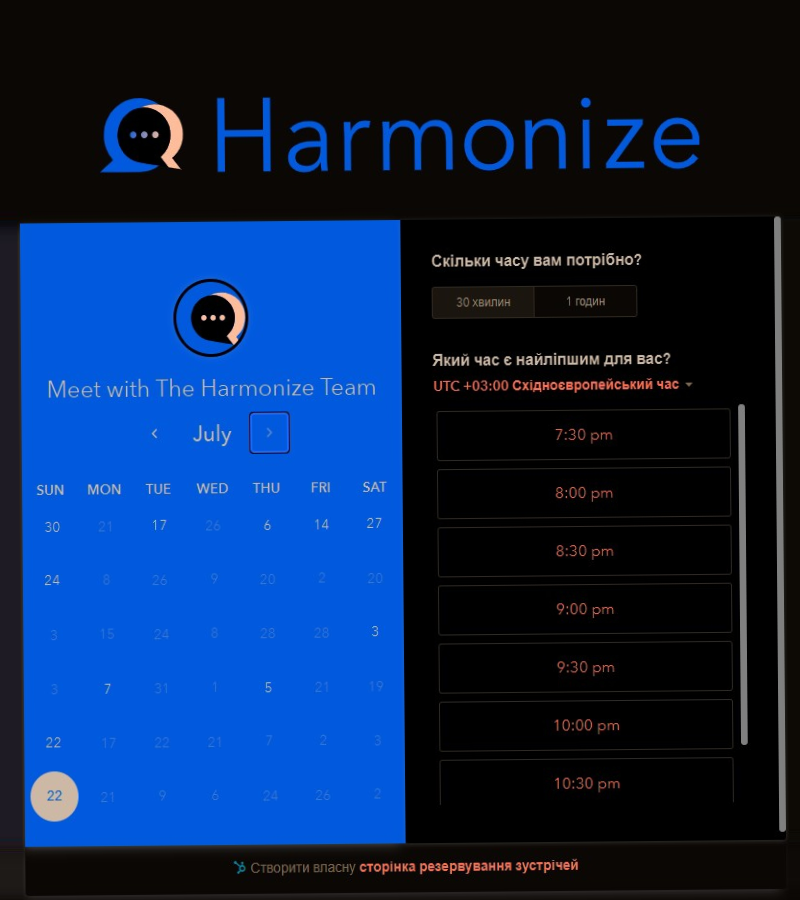 Harmonize
Meet with The Harmonize Team
July
SUN MON TUE WED THU FRI SAT
30 21 17 26 6 14 27
24 8 26 9 20 2 20
3 15 24 8 28 28 3
3 7 31 1 5 21 19
22 17 22 21 7 2 3
22 21 9 6 24 26 2
Скільки часу вам потрібно?
30 хвилин 1 годин
Який час є найліпшим для вас?
UTC +03:00 Східноєвропейський час
7:30 pm
8:00 pm
8:30 pm
9:00 pm
9:30 pm
10:00 pm
10:30 pm
Створити власну сторінка резервування зустрічей